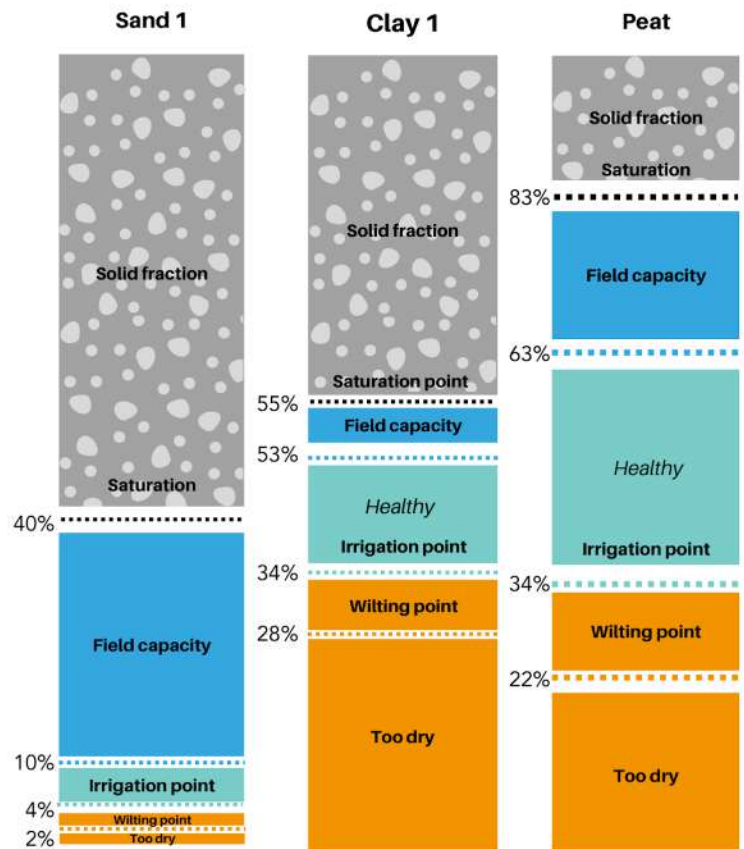 Sand 1
Solid fraction
Saturation
40%
Field capacity
10%
Irrigation point
4%
Wilting point
2%
Too dry
Clay 1
Solid fraction
Saturation point
55%
Field capacity
53%
Healthy
Irrigation point
34%
Wilting point
28%
Too dry
Peat
Solid fraction
Saturation
83%
Field capacity
63%
Healthy
Irrigation point
34%
Wilting point
22%
Too dry